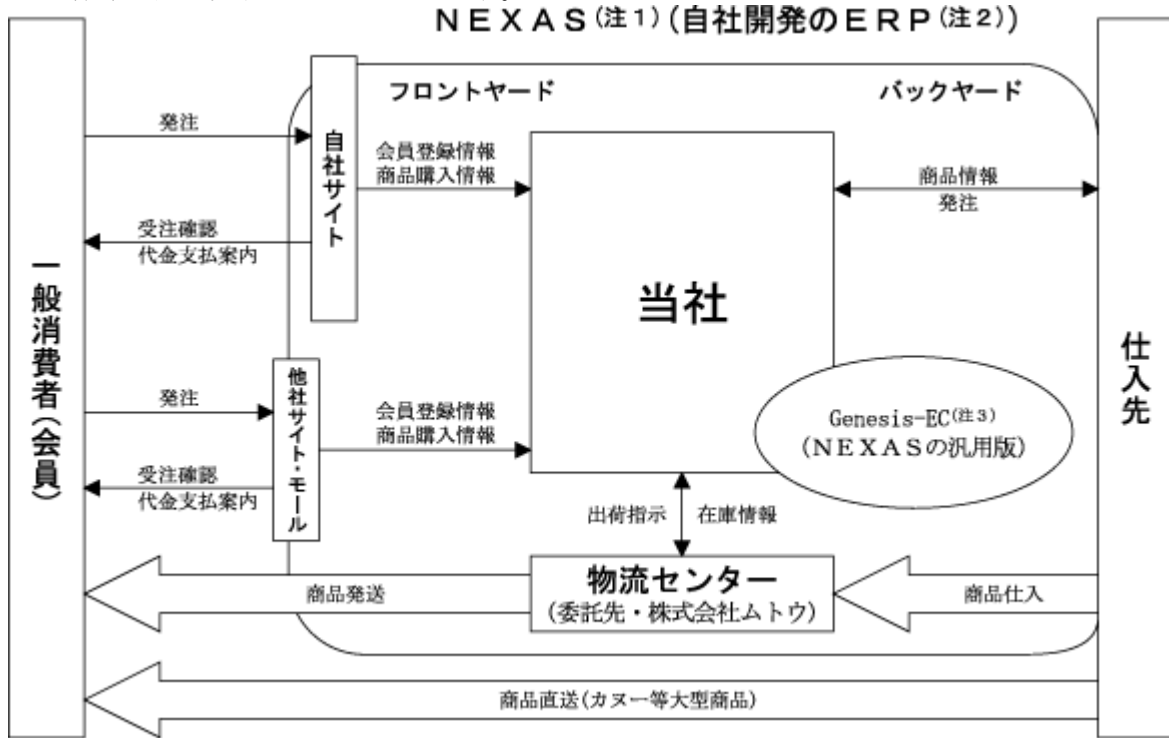 NEXAS(注1)(自社開発のERP(注2))
フロントヤード
バックヤード
一般消費者(会員)
自社サイト
発注
受注確認
代金支払案内
会員登録情報
商品購入情報
当社
商品情報
発注
仕入先
他社サイト・モール
発注
受注確認
代金支払案内
会員登録情報
商品購入情報
Genesis-EC(注3)
(NEXASの汎用版)
出荷指示
在庫情報
物流センター
(委託先・株式会社ムトウ)
商品発送
商品仕入
商品直送(カヌー等大型商品)